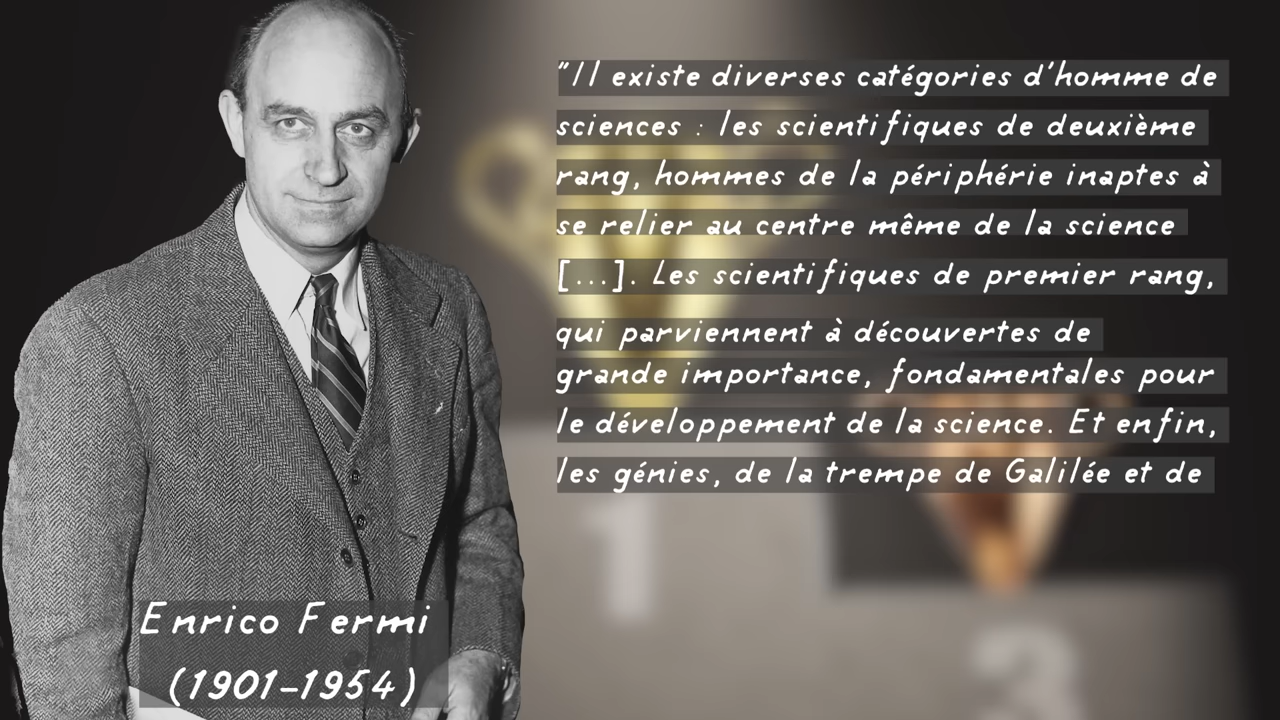 "Il existe diverses catégories d'homme de
sciences : les scientifiques de deuxième
rang, hommes de la périphérie inaptes à
se relier au centre même de la science
[...]. Les scientifiques de premier rang,
qui parviennent à découvertes de
grande importance, fondamentales pour
le développement de la science. Et enfin,
les génies, de la trempe de Galilée et de
Enrico Fermi
(1901-1954)
1
3